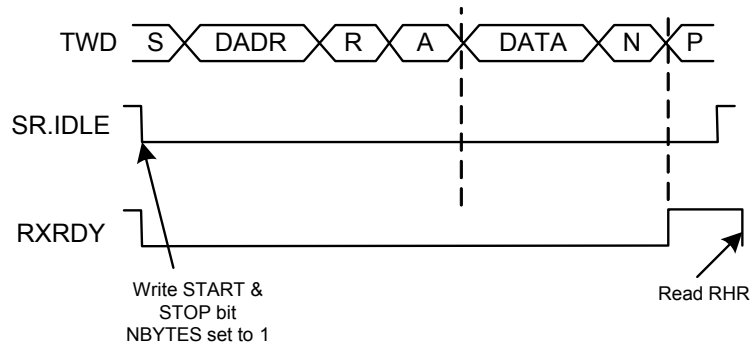 TWD S DADR R A DATA N P
SR.IDLE
RXRDY
Write START &
STOP bit
NBYTES set to 1
Read RHR